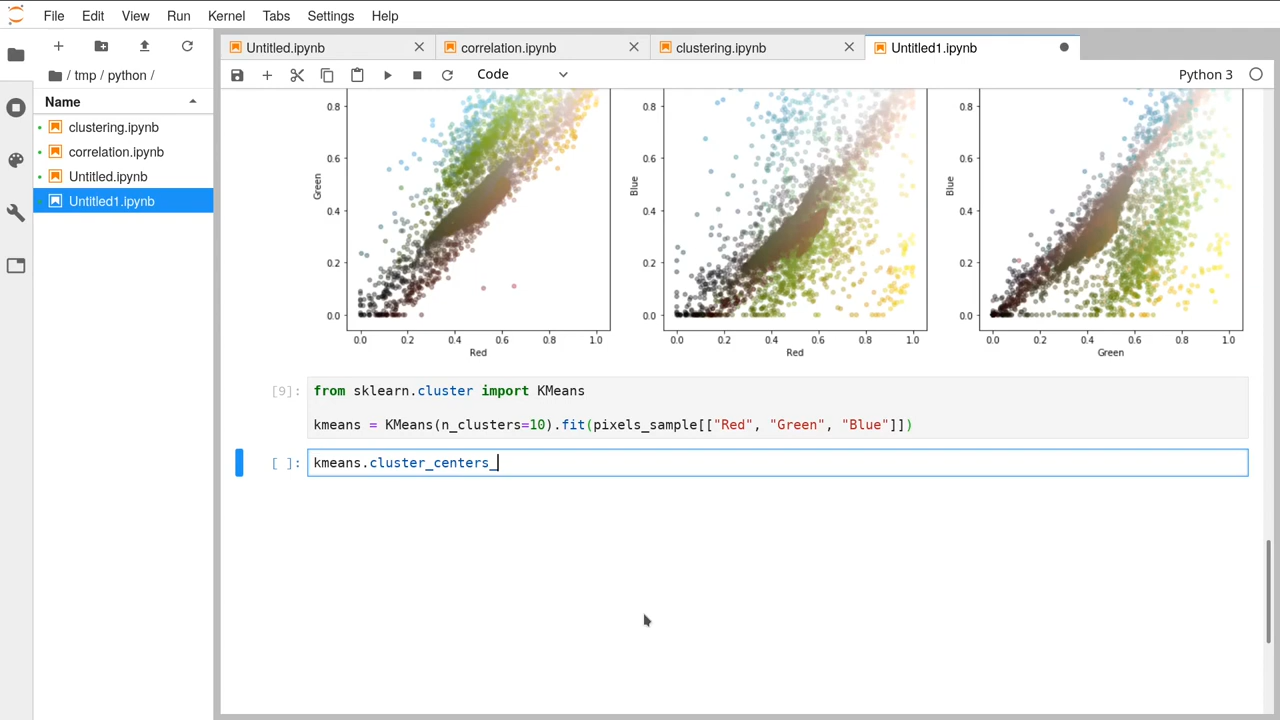 File Edit View Run Kernel Tabs Settings Help
Untitled.ipynb
correlation.ipynb
clustering.ipynb
Untitled1.ipynb
Code
Python 3
/ tmp / python /
Name
clustering.ipynb
correlation.ipynb
Untitled.ipynb
Untitled1.ipynb
0.8
0.6
0.4
0.2
0.0
Green
0.0 0.2 0.4 0.6 0.8 1.0
Red
0.8
0.6
0.4
0.2
0.0
Blue
0.0 0.2 0.4 0.6 0.8 1.0
Red
0.8
0.6
0.4
0.2
0.0
Blue
0.0 0.2 0.4 0.6 0.8 1.0
Green
[9]: from sklearn.cluster import KMeans
kmeans = KMeans(n_clusters=10).fit(pixels_sample[["Red", "Green", "Blue"]])
[ ]: kmeans.cluster_centers_